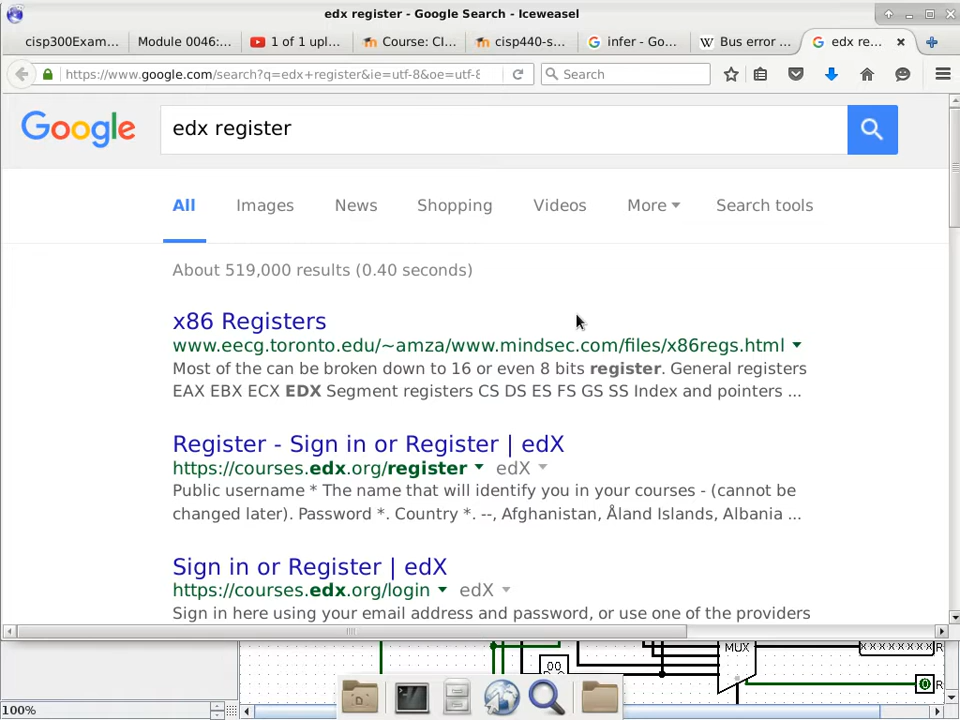 edx register - Google Search - Iceweasel
cisp300Exam... Module 0046:... 1 of 1 upl... Course: CI... cisp440-s... infer - Go... Bus error ... edx re...
https://www.google.com/search?q=edx+register&ie=utf-8&oe=utf-8 Search
Google edx register
All Images News Shopping Videos More Search tools
About 519,000 results (0.40 seconds)
x86 Registers
www.eecg.toronto.edu/~amza/www.mindsec.com/files/x86regs.html
Most of the can be broken down to 16 or even 8 bits register. General registers
EAX EBX ECX EDX Segment registers CS DS ES FS GS SS Index and pointers ...
Register - Sign in or Register | edX
https://courses.edx.org/register edX
Public username * The name that will identify you in your courses - (cannot be
changed later). Password *. Country *. --, Afghanistan, Åland Islands, Albania ...
Sign in or Register | edX
https://courses.edx.org/login edX
Sign in here using your email address and password, or use one of the providers
MUX xxxxxxxx R
00
0 R
100%